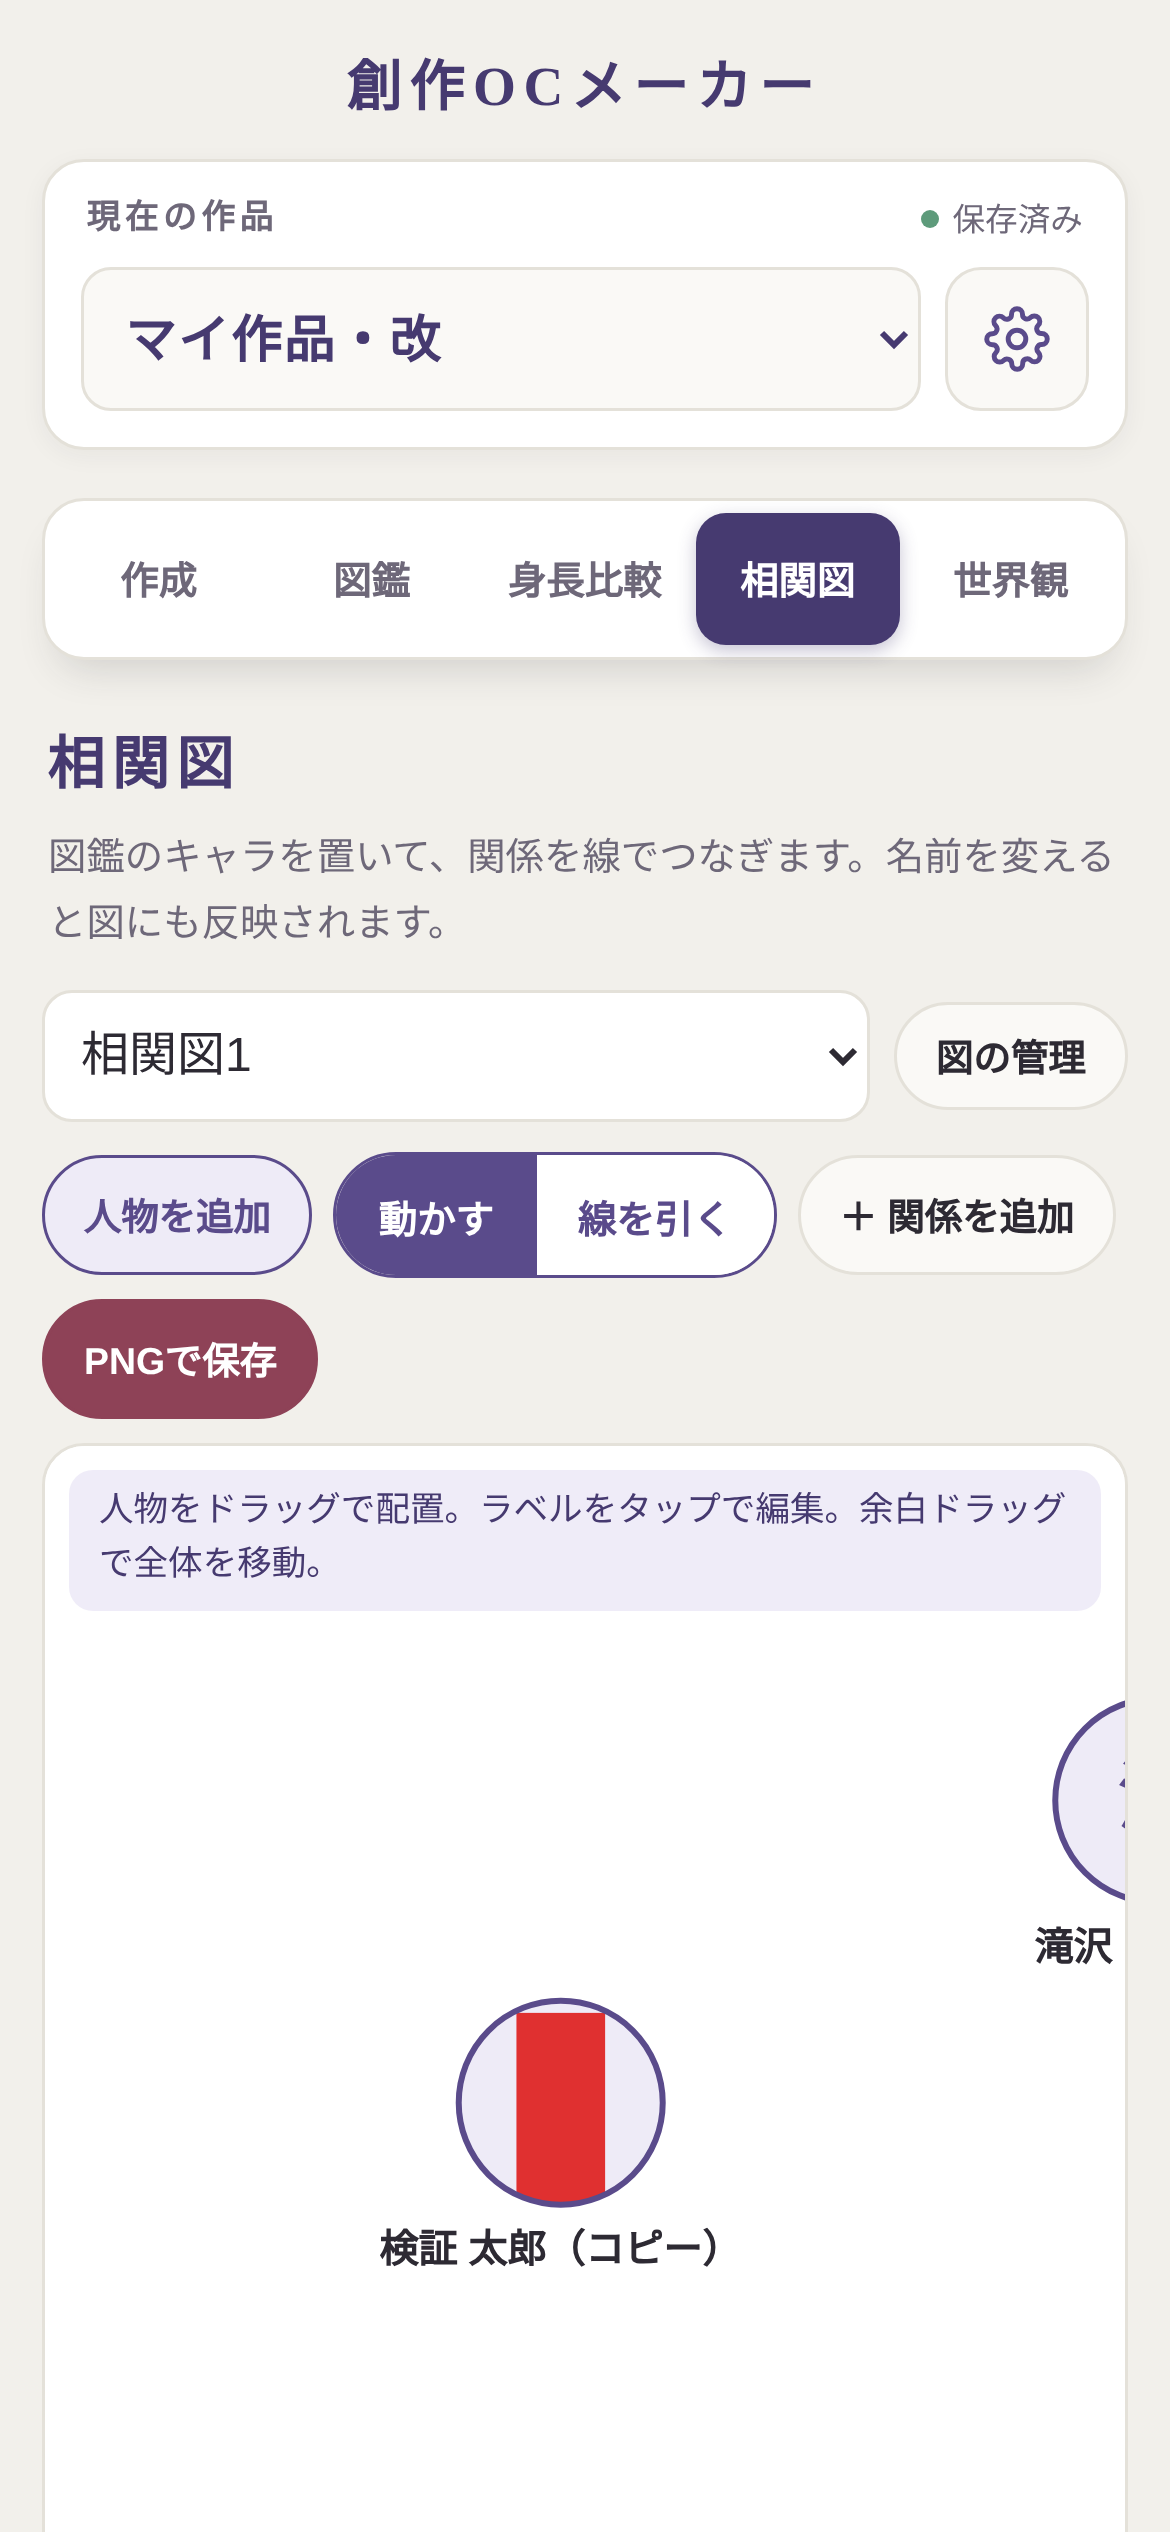 創作OCメーカー
現在の作品
保存済み
マイ作品・改
作成 図鑑 身長比較 相関図 世界観
相関図
図鑑のキャラを置いて、関係を線でつなぎます。名前を変える
と図にも反映されます。
相関図1
図の管理
人物を追加 動かす 線を引く ＋ 関係を追加
PNGで保存
人物をドラッグで配置。ラベルをタップで編集。余白ドラッグ
で全体を移動。
滝沢
検証 太郎（コピー）